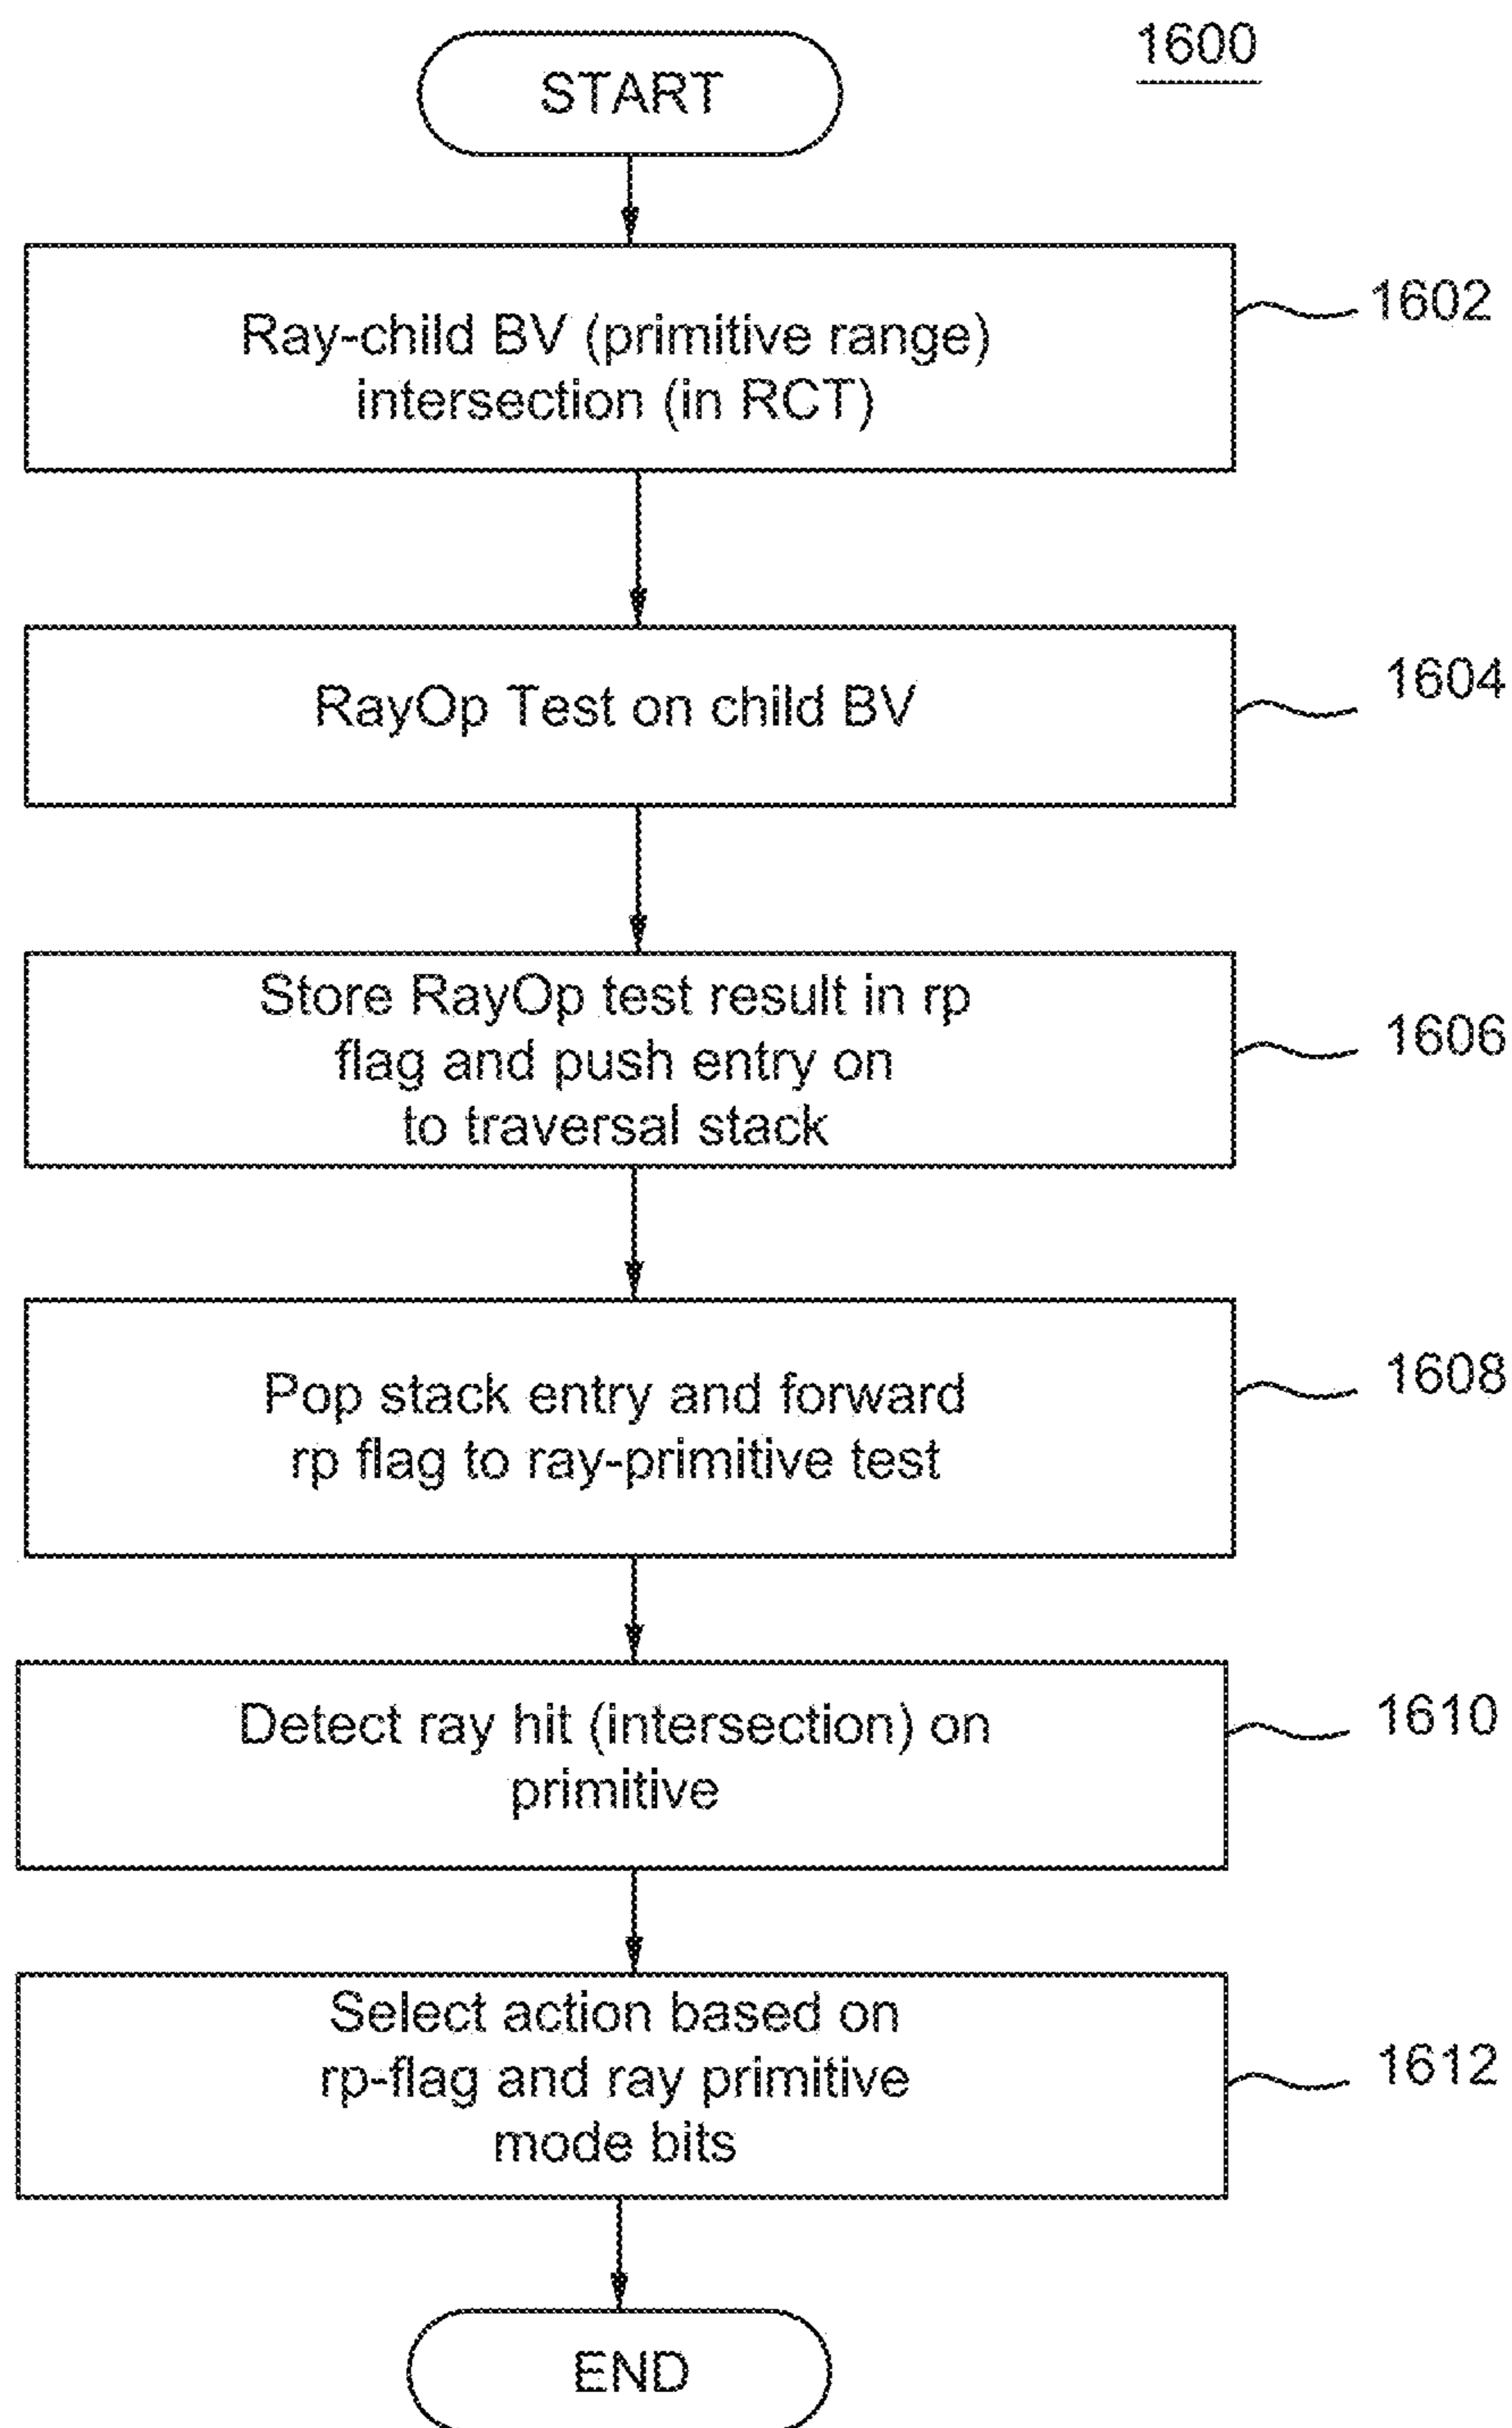 1600
START
Ray-child BV (primitive range)
intersection (in RCT)
1602
RayOp Test on child BV
1604
Store RayOp test result in rp
flag and push entry on
to traversal stack
1606
Pop stack entry and forward
rp flag to ray-primitive test
1608
Detect ray hit (intersection) on
primitive
1610
Select action based on
rp-flag and ray primitive
mode bits
1612
END